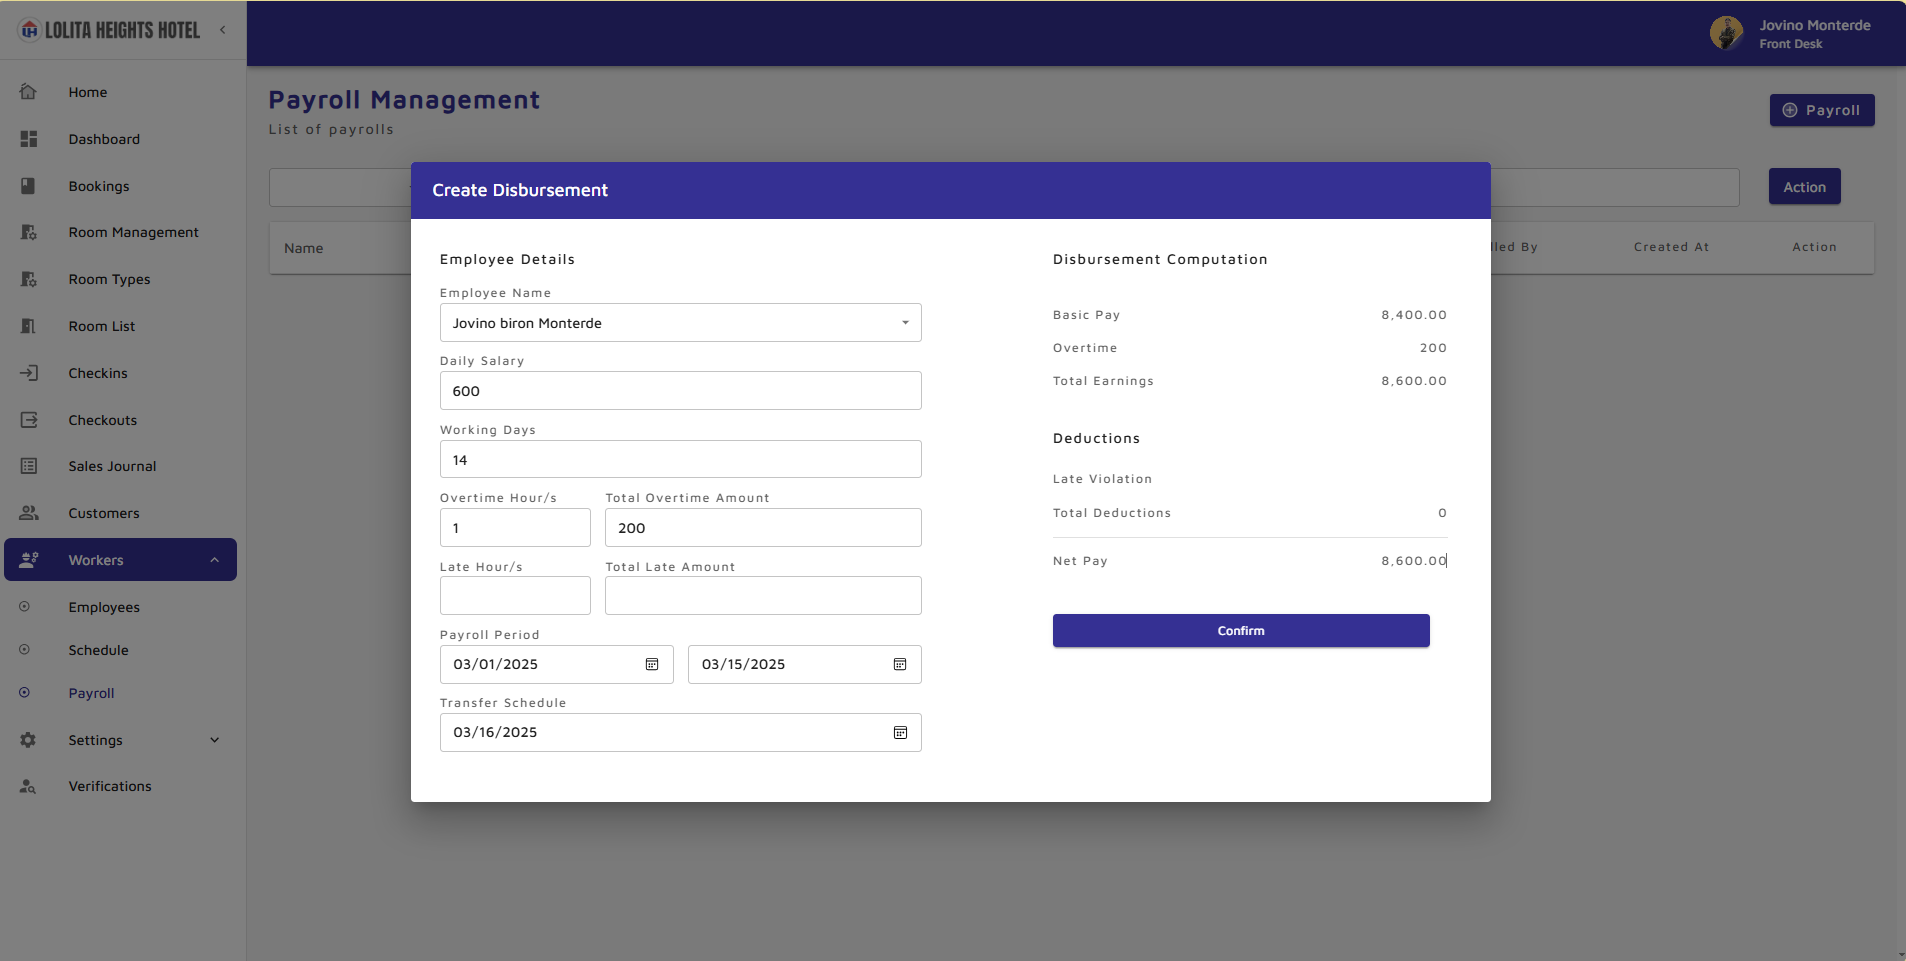 LOLITA HEIGHTS HOTEL
Jovino Monterde
Front Desk
Home
Dashboard
Bookings
Room Management
Room Types
Room List
Checkins
Checkouts
Sales Journal
Customers
Workers
Employees
Schedule
Payroll
Settings
Verifications
Payroll Management
List of payrolls
Payroll
Action
Name
lled By
Created At
Action
Create Disbursement
Employee Details
Employee Name
Jovino biron Monterde
Daily Salary
600
Working Days
14
Overtime Hour/s Total Overtime Amount
1 200
Late Hour/s Total Late Amount
Payroll Period
03/01/2025 03/15/2025
Transfer Schedule
03/16/2025
Disbursement Computation
Basic Pay 8,400.00
Overtime 200
Total Earnings 8,600.00
Deductions
Late Violation
Total Deductions 0
Net Pay 8,600.00
Confirm